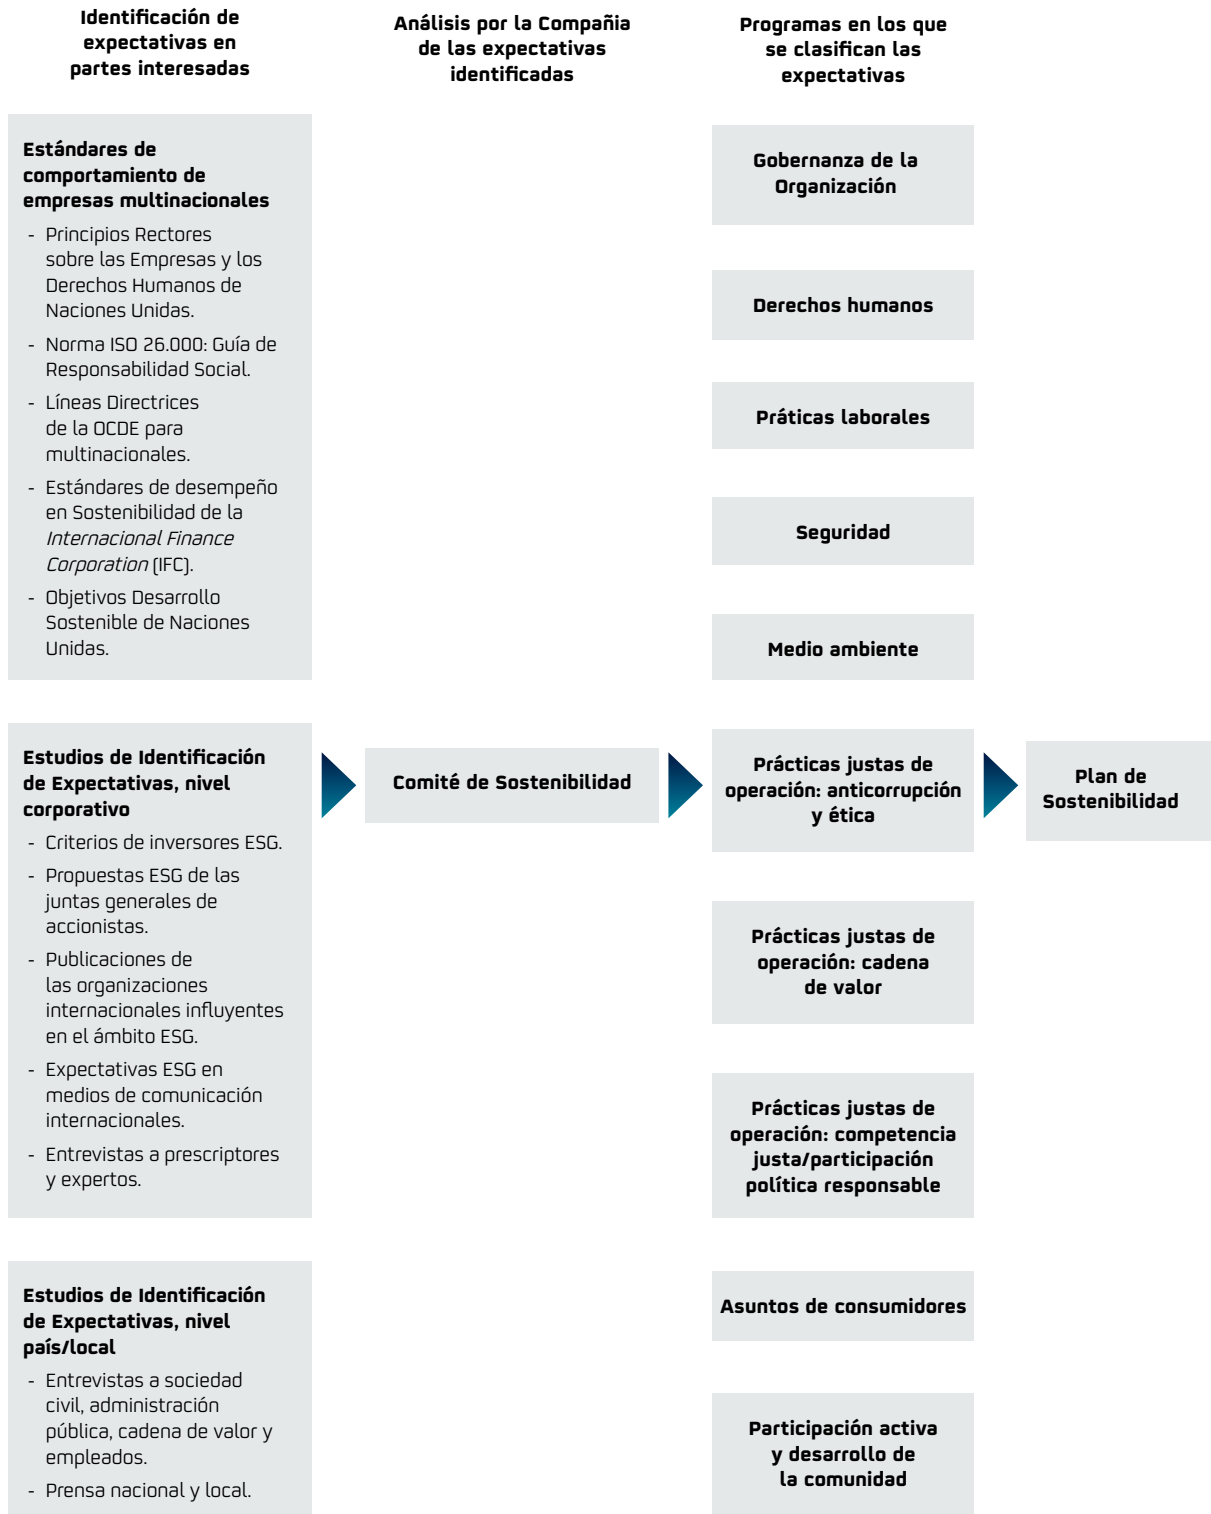 Identificación de
expectativas en
partes interesadas
Análisis por la Compañia
de las expectativas
identificadas
Programas en los que
se clasifican las
expectativas
Estándares de
comportamiento de
empresas multinacionales
- Principios Rectores
sobre las Empresas y los
Derechos Humanos de
Naciones Unidas.
- Norma ISO 26.000: Guía de
Responsabilidad Social.
- Líneas Directrices
de la OCDE para
multinacionales.
- Estándares de desempeño
en Sostenibilidad de la
Internacional Finance
Corporation (IFC).
- Objetivos Desarrollo
Sostenible de Naciones
Unidas.
Estudios de Identificación
de Expectativas, nivel
corporativo
- Criterios de inversores ESG.
- Propuestas ESG de las
juntas generales de
accionistas.
- Publicaciones de
las organizaciones
internacionales influyentes
en el ámbito ESG.
- Expectativas ESG en
medios de comunicación
internacionales.
- Entrevistas a prescriptores
y expertos.
Estudios de Identificación
de Expectativas, nivel
país/local
- Entrevistas a sociedad
civil, administración
pública, cadena de valor y
empleados.
- Prensa nacional y local.
Comité de Sostenibilidad
Gobernanza de la
Organización
Derechos humanos
Práticas laborales
Seguridad
Medio ambiente
Prácticas justas de
operación: anticorrupción
y ética
Prácticas justas de
operación: cadena
de valor
Prácticas justas de
operación: competencia
justa/participación
política responsable
Asuntos de consumidores
Participación activa
y desarrollo de
la comunidad
Plan de
Sostenibilidad